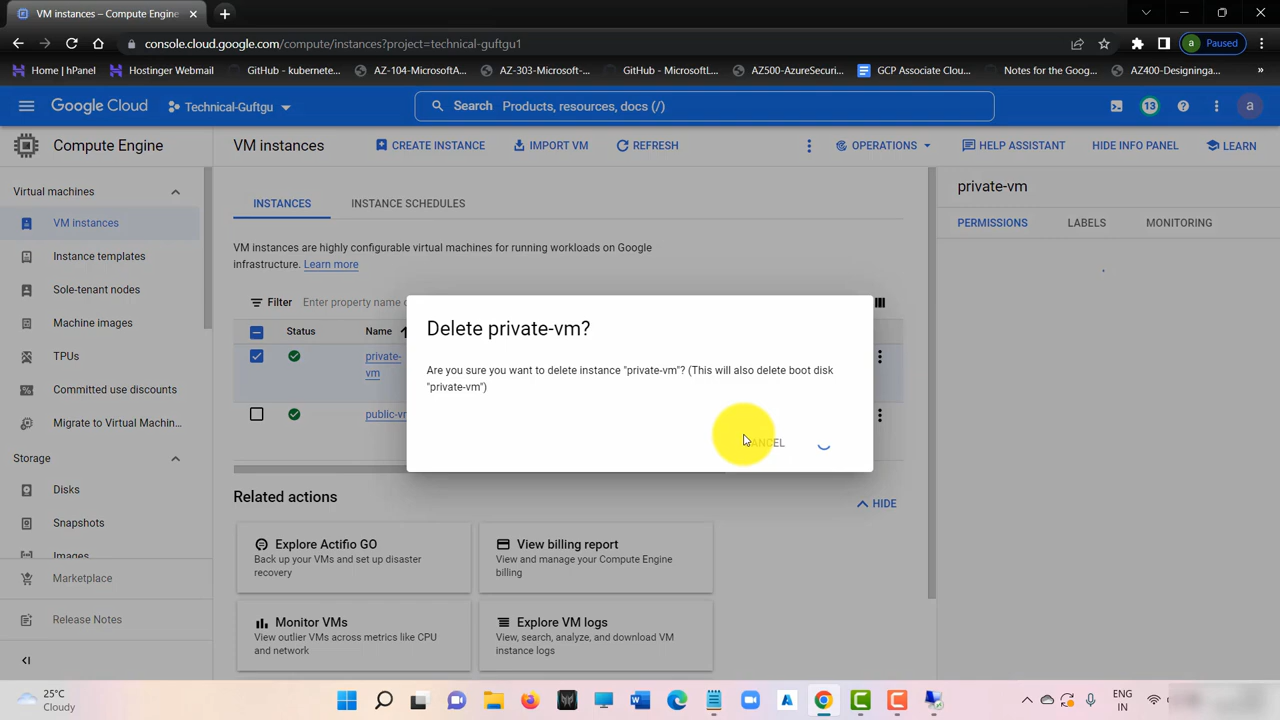 VM instances – Compute Engine
console.cloud.google.com/compute/instances?project=technical-guftgu1
a Paused
Home | hPanel
Hostinger Webmail
GitHub - kubernete...
AZ-104-MicrosoftA...
AZ-303-Microsoft-...
GitHub - MicrosoftL...
AZ500-AzureSecuri...
GCP Associate Clou...
Notes for the Goog...
AZ400-Designinga...
»
Google Cloud
Technical-Guftgu
Search Products, resources, docs (/)
13
a
Compute Engine
VM instances
CREATE INSTANCE
IMPORT VM
REFRESH
OPERATIONS
HELP ASSISTANT
HIDE INFO PANEL
LEARN
Virtual machines
VM instances
Instance templates
Sole-tenant nodes
Machine images
TPUs
Committed use discounts
Migrate to Virtual Machin...
Storage
Disks
Snapshots
Images
Marketplace
Release Notes
INSTANCES
INSTANCE SCHEDULES
VM instances are highly configurable virtual machines for running workloads on Google
infrastructure. Learn more
Filter Enter property name
Status
Name
private-
vm
public-vm
Delete private-vm?
Are you sure you want to delete instance "private-vm"? (This will also delete boot disk
"private-vm")
CANCEL
Related actions
HIDE
Explore Actifio GO
Back up your VMs and set up disaster
recovery
View billing report
View and manage your Compute Engine
billing
Monitor VMs
View outlier VMs across metrics like CPU
and network
Explore VM logs
View, search, analyze, and download VM
instance logs
private-vm
PERMISSIONS
LABELS
MONITORING
25°C
Cloudy
ENG
IN